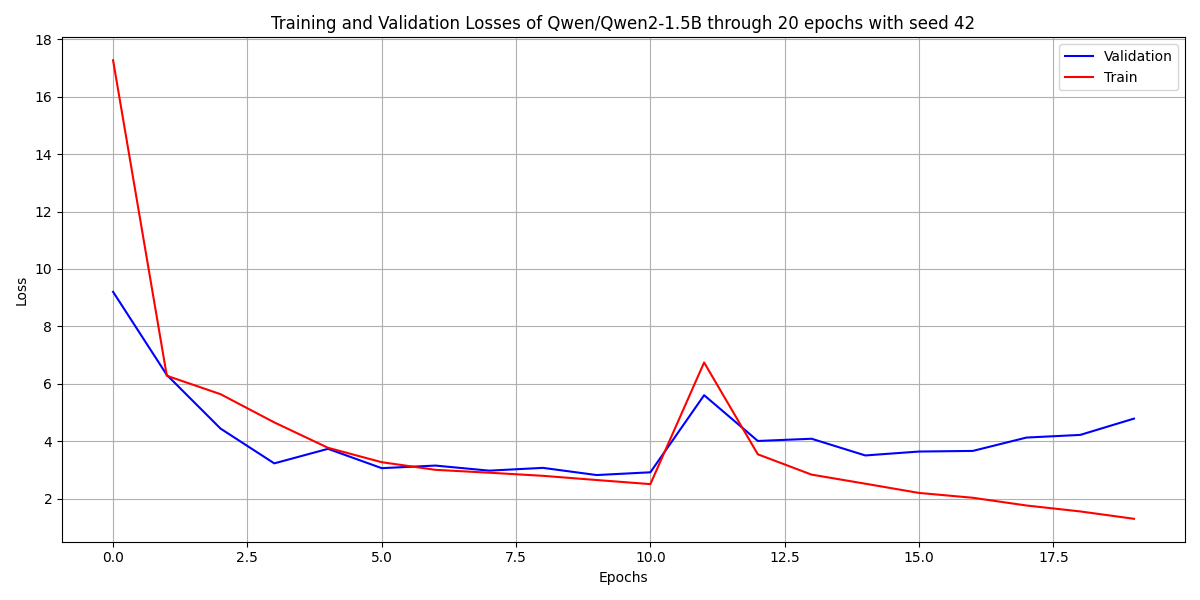 Training and Validation Losses of Qwen/Qwen2-1.5B through 20 epochs with seed 42
Validation
Train
Loss
18
16
14
12
10
8
6
4
2
0.0 2.5 5.0 7.5 10.0 12.5 15.0 17.5
Epochs